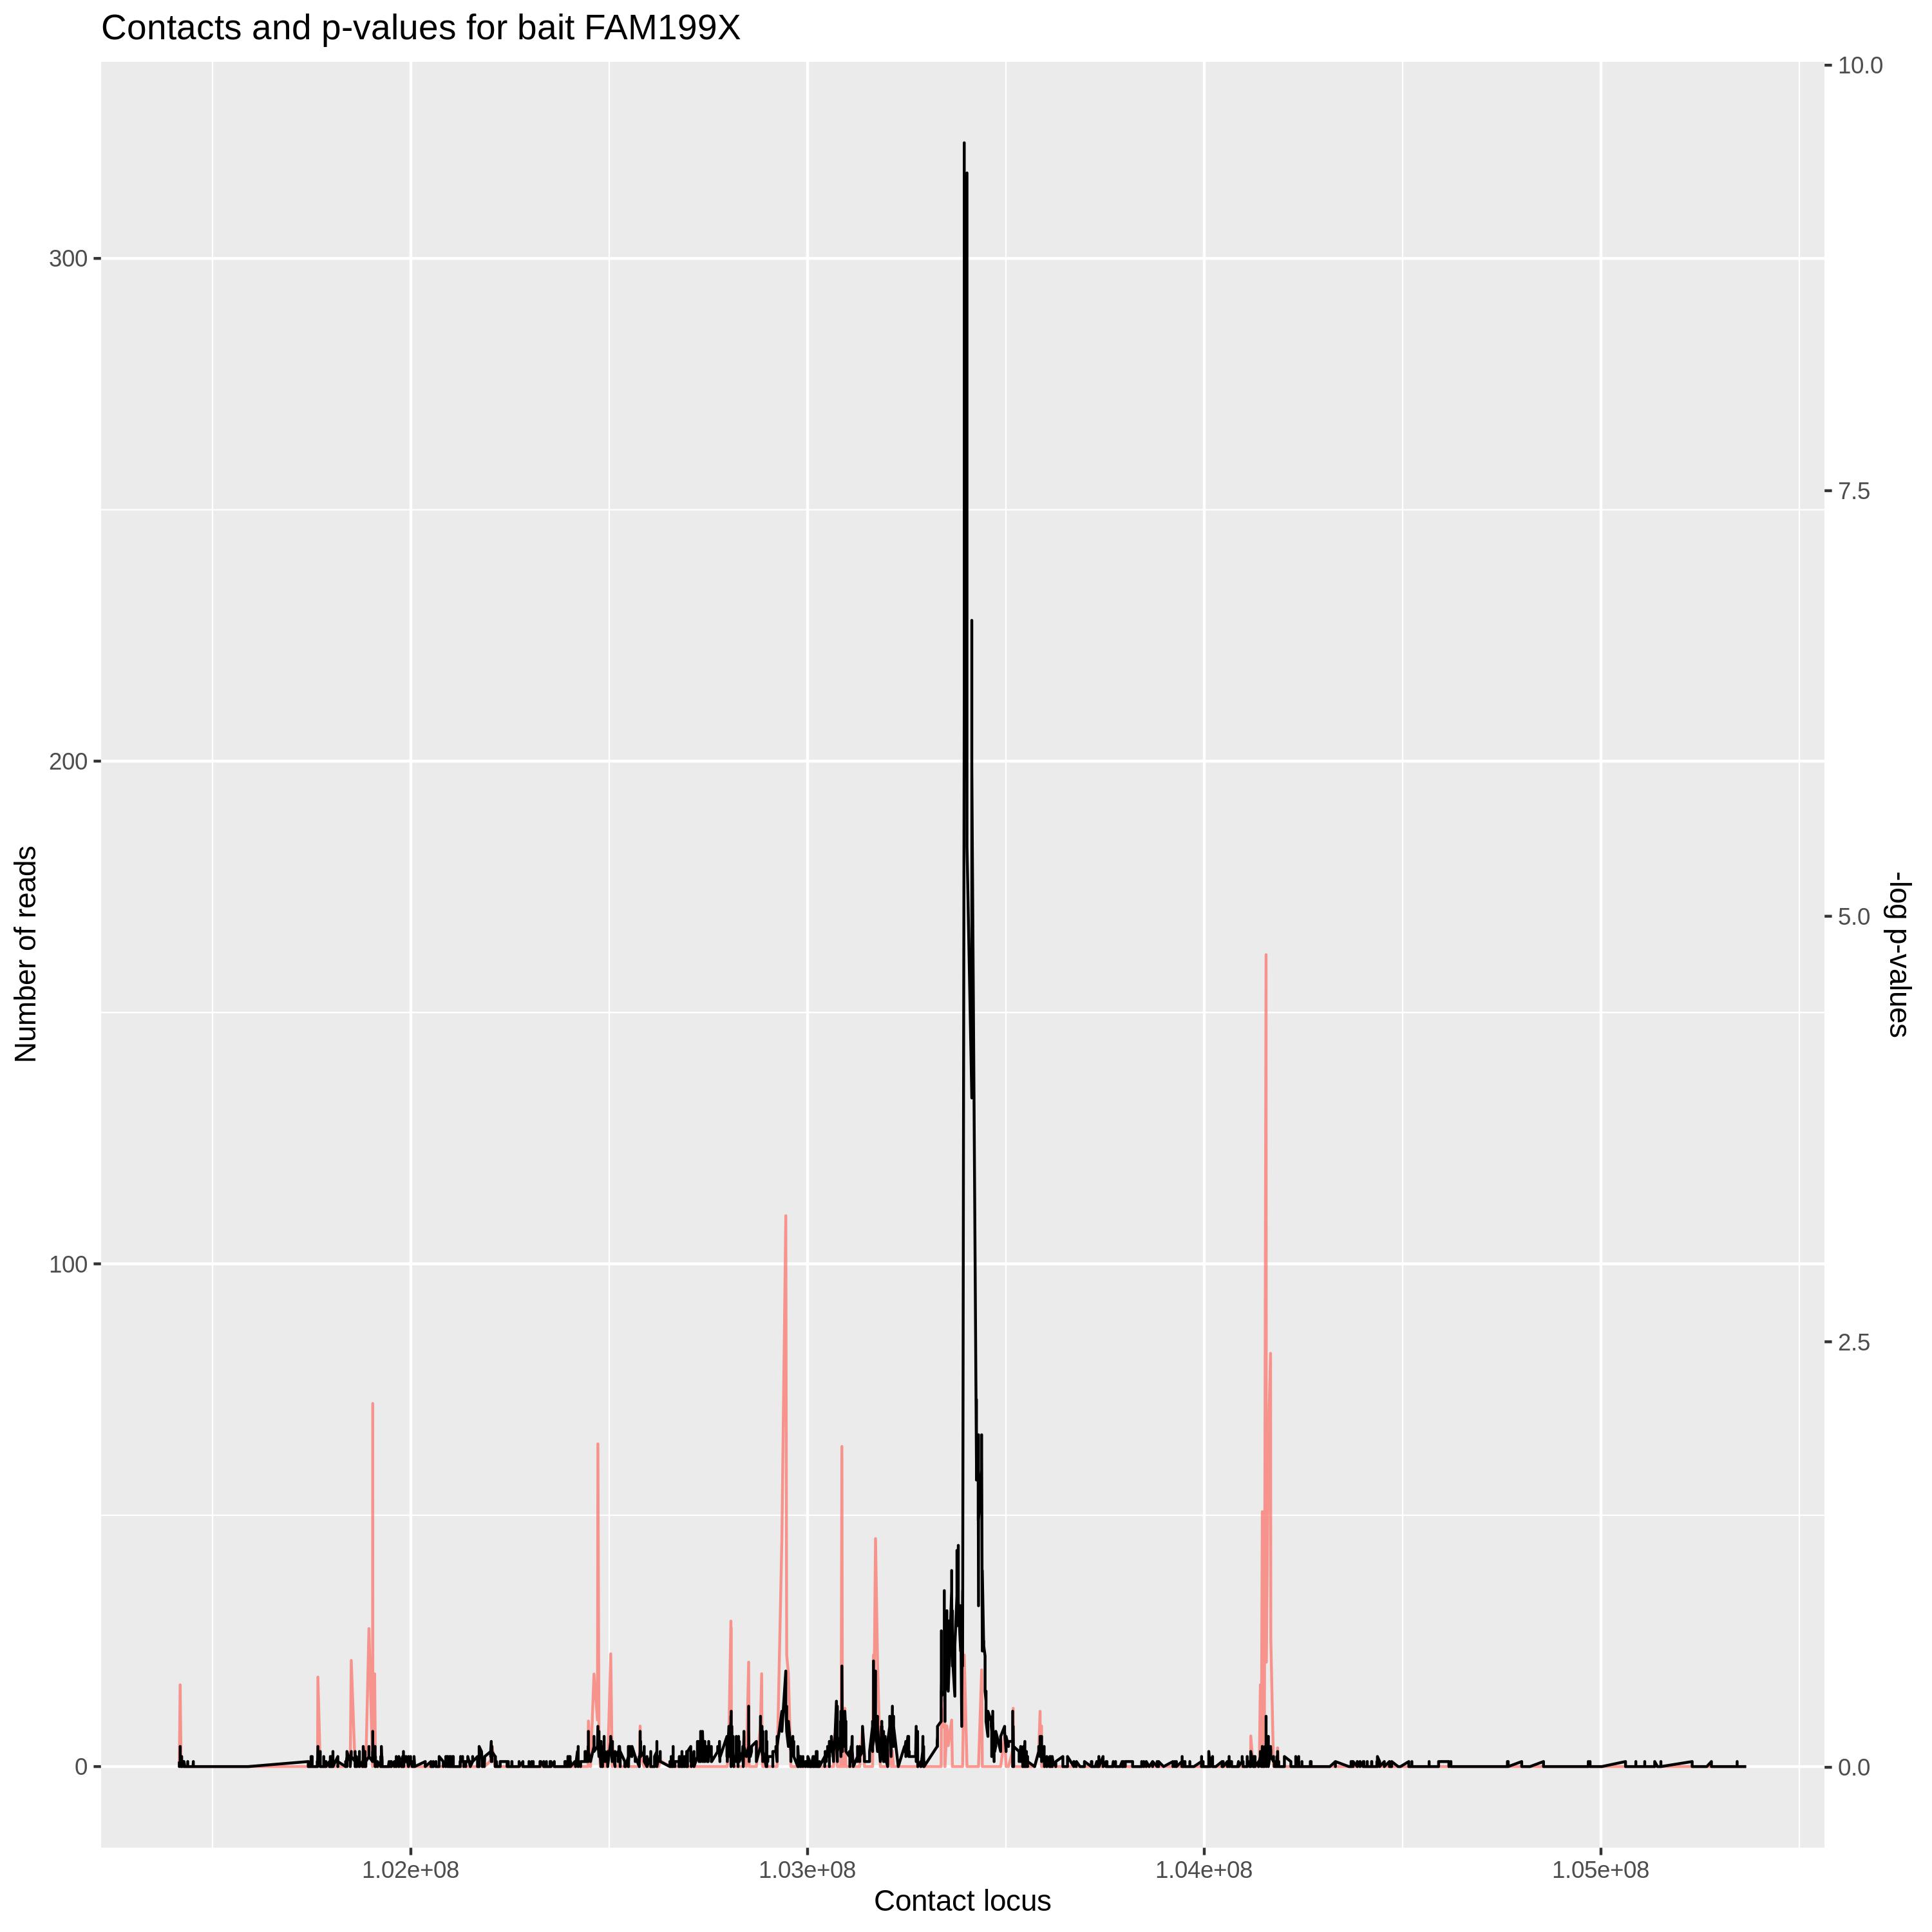 Contacts and p-values for bait FAM199X
10.0
300
7.5
200
5.0
Number of reads
-log p-values
100
2.5
0
0.0
1.02e+08 1.03e+08 1.04e+08 1.05e+08
Contact locus